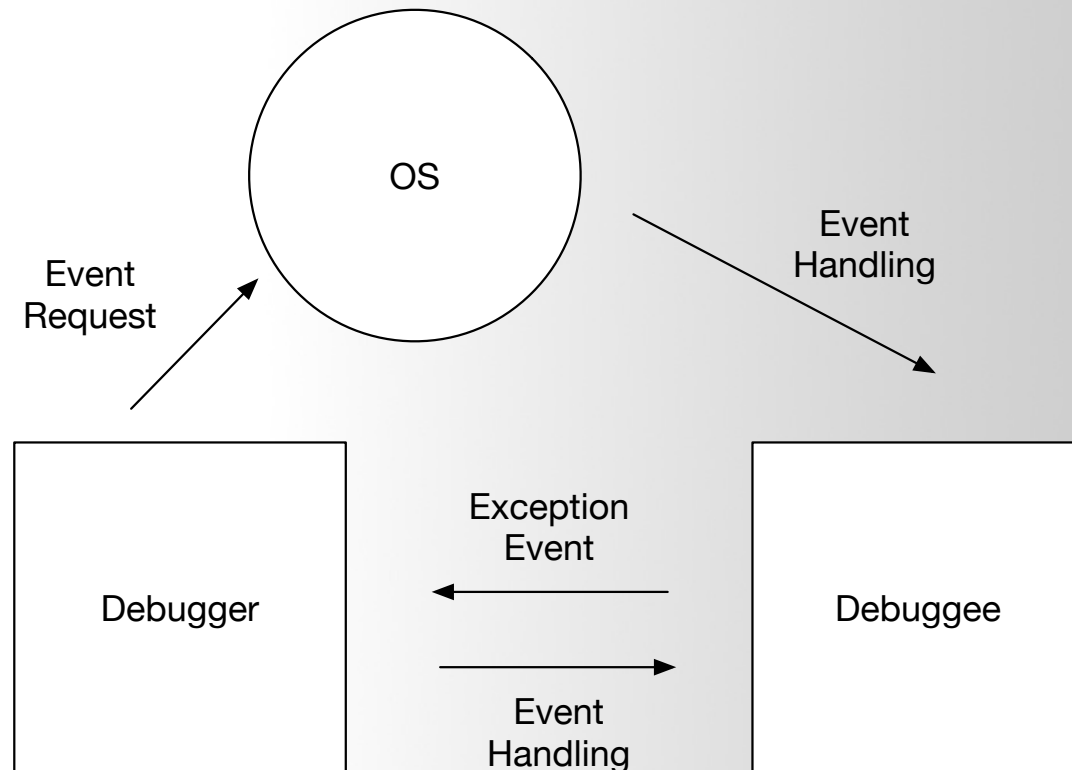 OS
Event
Handling
Event
Request
Exception
Event
Debugger
Debuggee
Event
Handling